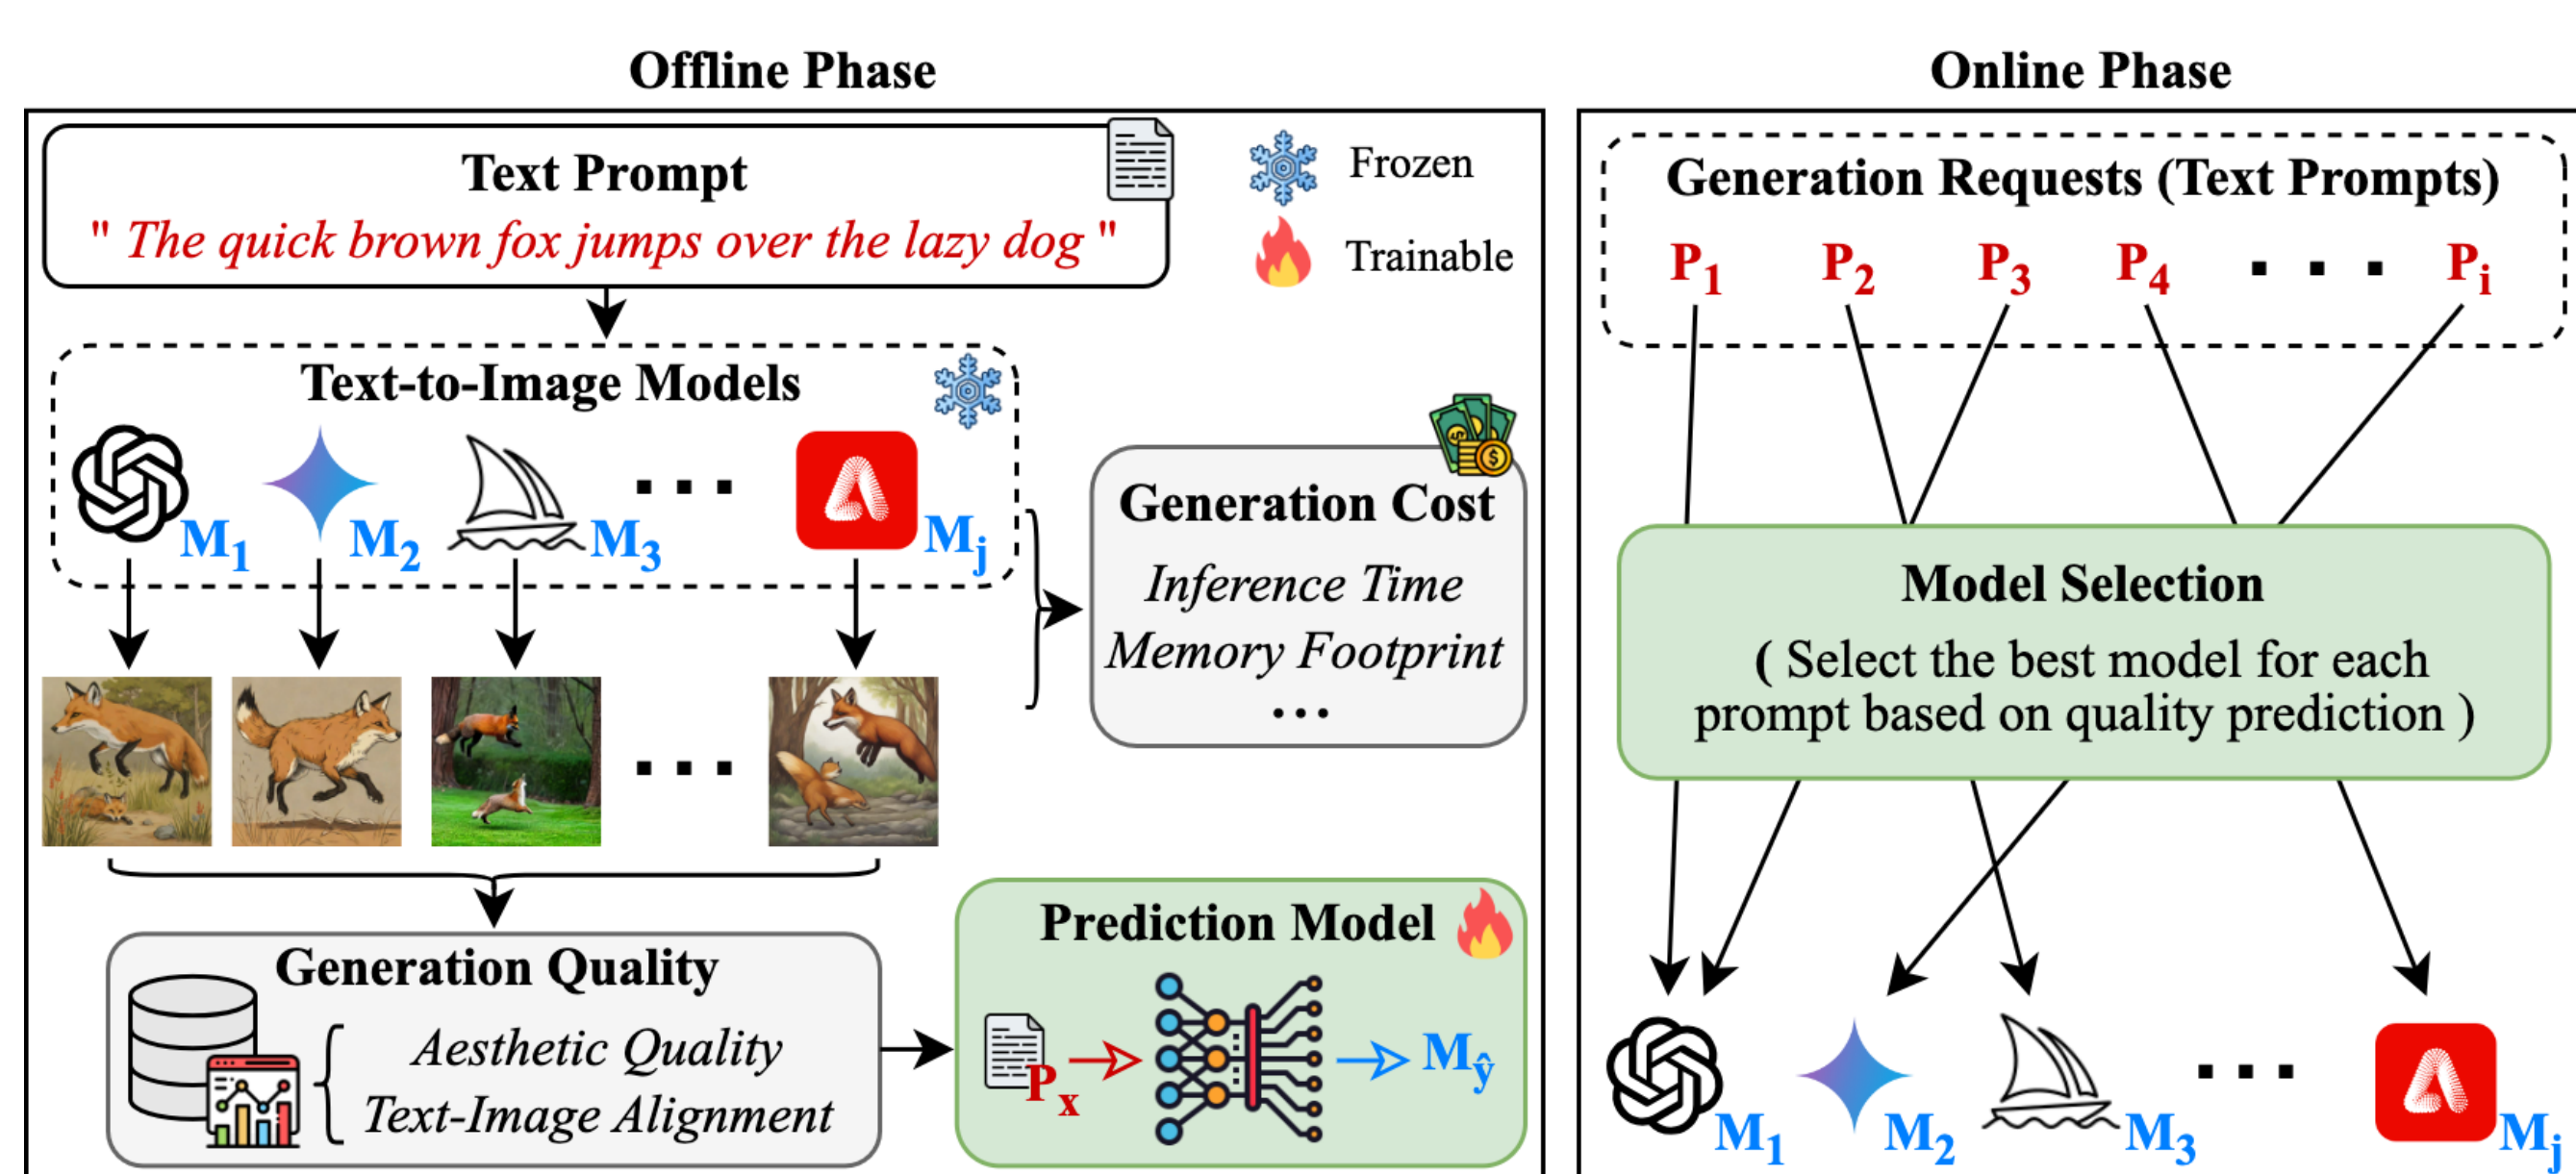 Offline Phase
Text Prompt
" The quick brown fox jumps over the lazy dog "
Frozen
Trainable
Text-to-Image Models
M1
M2
M3
...
Mj
Generation Cost
Inference Time
Memory Footprint
...
...
Generation Quality
Aesthetic Quality
Text-Image Alignment
Prediction Model
Px
Mŷ
Online Phase
Generation Requests (Text Prompts)
P1 P2 P3 P4 . . . Pi
Model Selection
( Select the best model for each
prompt based on quality prediction )
M1
M2
M3
...
Mj